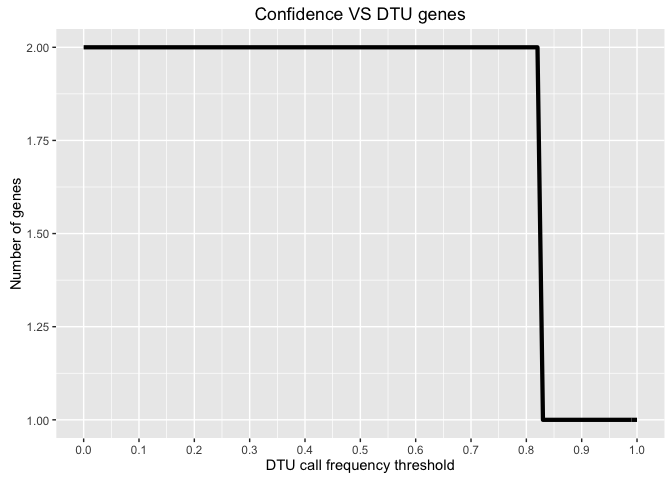 Confidence VS DTU genes
Number of genes
2.00
1.75
1.50
1.25
1.00
0.0 0.1 0.2 0.3 0.4 0.5 0.6 0.7 0.8 0.9 1.0
DTU call frequency threshold